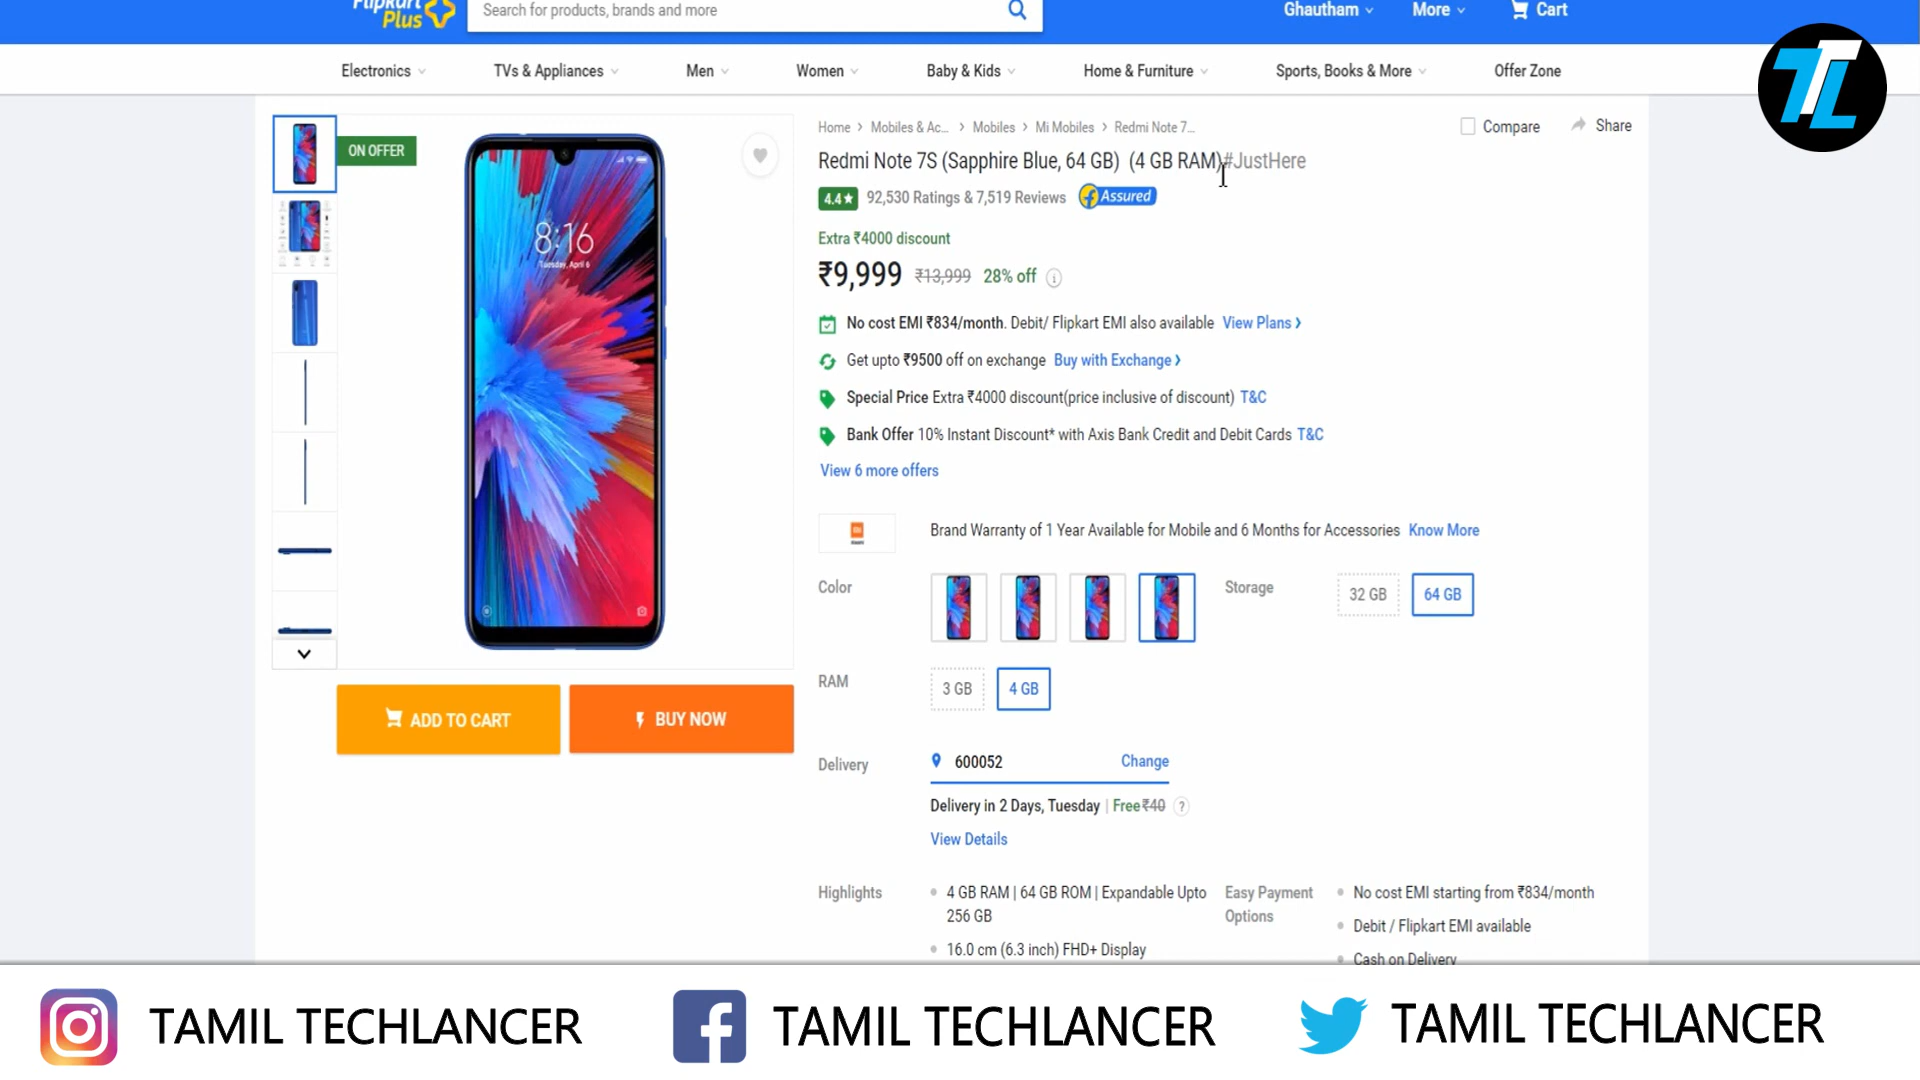 Flipkart
Plus
Search for products, brands and more
Ghautham
More
Cart
Electronics
TVs & Appliances
Men
Women
Baby & Kids
Home & Furniture
Sports, Books & More
Offer Zone
TL
ON OFFER
8:16
Tuesday, April 6
Home > Mobiles & Ac... > Mobiles > Mi Mobiles > Redmi Note 7...
Compare
Share
Redmi Note 7S (Sapphire Blue, 64 GB) (4 GB RAM)#JustHere
4.4★ 92,530 Ratings & 7,519 Reviews Assured
Extra ₹4000 discount
₹9,999 ₹13,999 28% off
No cost EMI ₹834/month. Debit/ Flipkart EMI also available View Plans >
Get upto ₹9500 off on exchange Buy with Exchange >
Special Price Extra ₹4000 discount(price inclusive of discount) T&C
Bank Offer 10% Instant Discount* with Axis Bank Credit and Debit Cards T&C
View 6 more offers
Brand Warranty of 1 Year Available for Mobile and 6 Months for Accessories Know More
Color
Storage
32 GB
64 GB
RAM
3 GB
4 GB
ADD TO CART
BUY NOW
Delivery
600052
Change
Delivery in 2 Days, Tuesday | Free ₹40 ?
View Details
Highlights
4 GB RAM | 64 GB ROM | Expandable Upto
256 GB
16.0 cm (6.3 inch) FHD+ Display
Easy Payment
Options
No cost EMI starting from ₹834/month
Debit / Flipkart EMI available
Cash on Delivery
TAMIL TECHLANCER
TAMIL TECHLANCER
TAMIL TECHLANCER